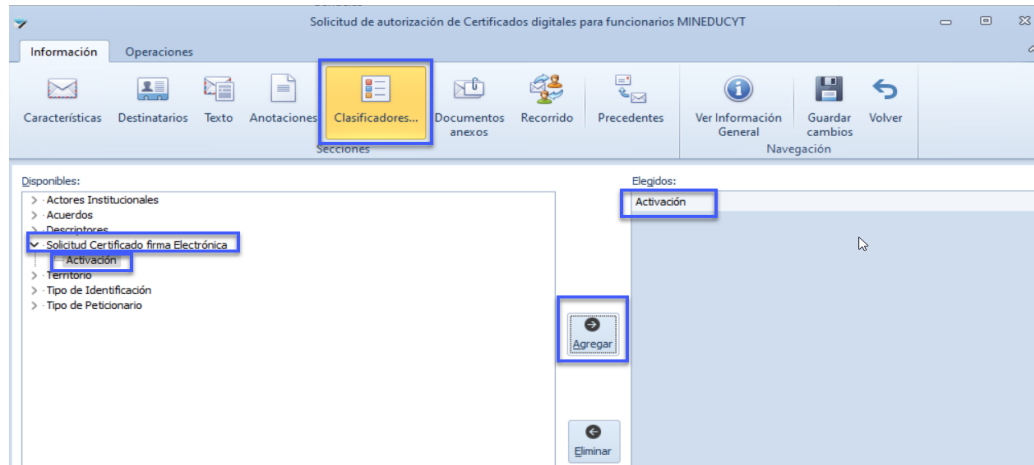 Solicitud de autorización de Certificados digitales para funcionarios MINEDUCYT
Información Operaciones
Características Destinatarios Texto Anotaciones Clasificadores... Documentos anexos Recorrido Precedentes Ver Información General Guardar cambios Volver
Secciones Navegación
Disponibles: Elegidos:
Actores Institucionales Activación
Acuerdos
Descriptores
Solicitud Certificado firma Electrónica
Activación
Territorio
Tipo de Identificación
Tipo de Peticionario
Agregar
Eliminar